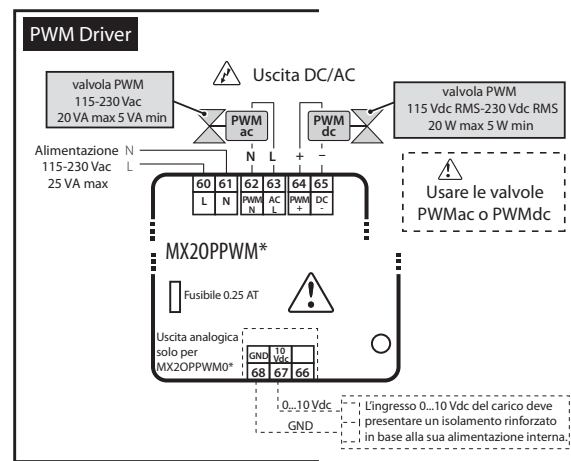 PWM Driver
Uscita DC/AC
valvola PWM
115-230 Vac
20 VA max 5 VA min
valvola PWM
115 Vdc RMS-230 Vdc RMS
20 W max 5 W min
PWM
ac
PWM
dc
N L + -
Alimentazione N
115-230 Vac L
25 VA max
Usare le valvole
PWMac o PWMdc
60 61 62 63 64 65
L N PWM N AC L PWM + DC -
MX2OPPWM*
Fusibile 0.25 AT
Uscita analogica
solo per
MX2OPPWM0*
GND 10 Vdc
68 67 66
0...10 Vdc
GND
L'ingresso 0...10 Vdc del carico deve
presentare un isolamento rinforzato
in base alla sua alimentazione interna.